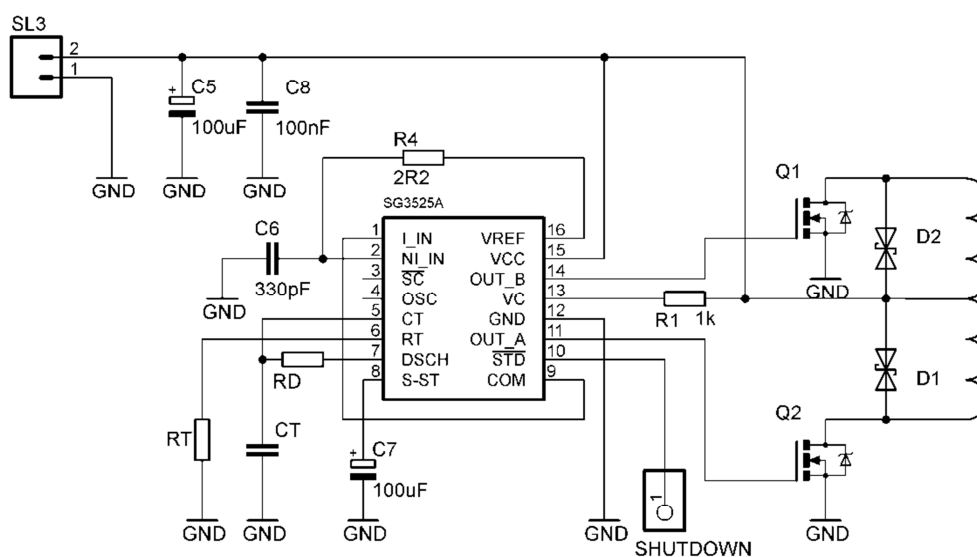 SL3
2
1
C5
C8
+
100uF
100nF
GND
GND
GND
R4
2R2
SG3525A
Q1
D2
GND
C6
330pF
GND
1 I_IN VREF 16
2 NI_IN VCC 15
3 SC OUT_B 14
4 OSC VC 13
5 CT GND 12
6 RT OUT_A 11
7 DSCH STD 10
8 S-ST COM 9
R1 1k
RD
D1
Q2
RT
CT
C7
+
100uF
1
GND
GND
GND
GND
GND
SHUTDOWN